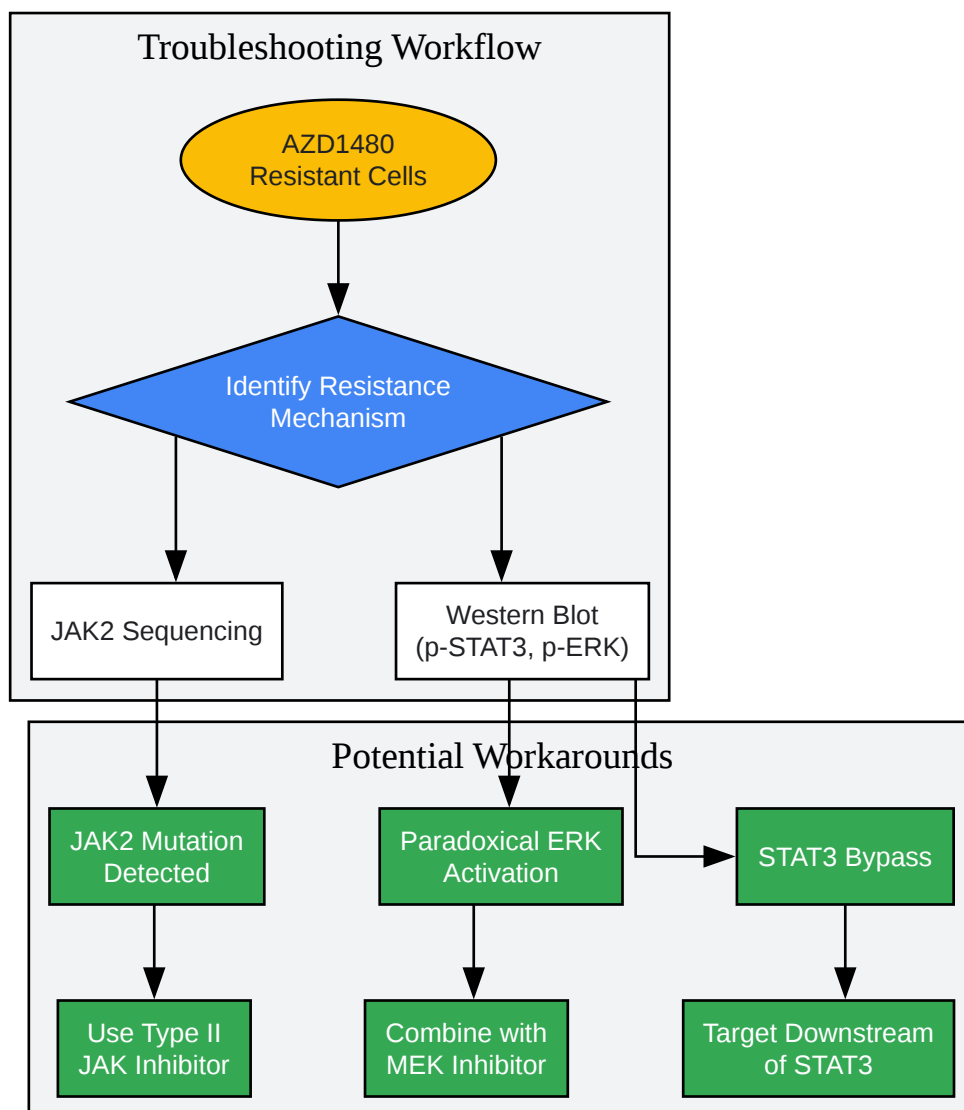 Troubleshooting Workflow
AZD1480
Resistant Cells
Identify Resistance
Mechanism
JAK2 Sequencing
Western Blot
(p-STAT3, p-ERK)
Potential Workarounds
JAK2 Mutation
Detected
Paradoxical ERK
Activation
STAT3 Bypass
Use Type II
JAK Inhibitor
Combine with
MEK Inhibitor
Target Downstream
of STAT3